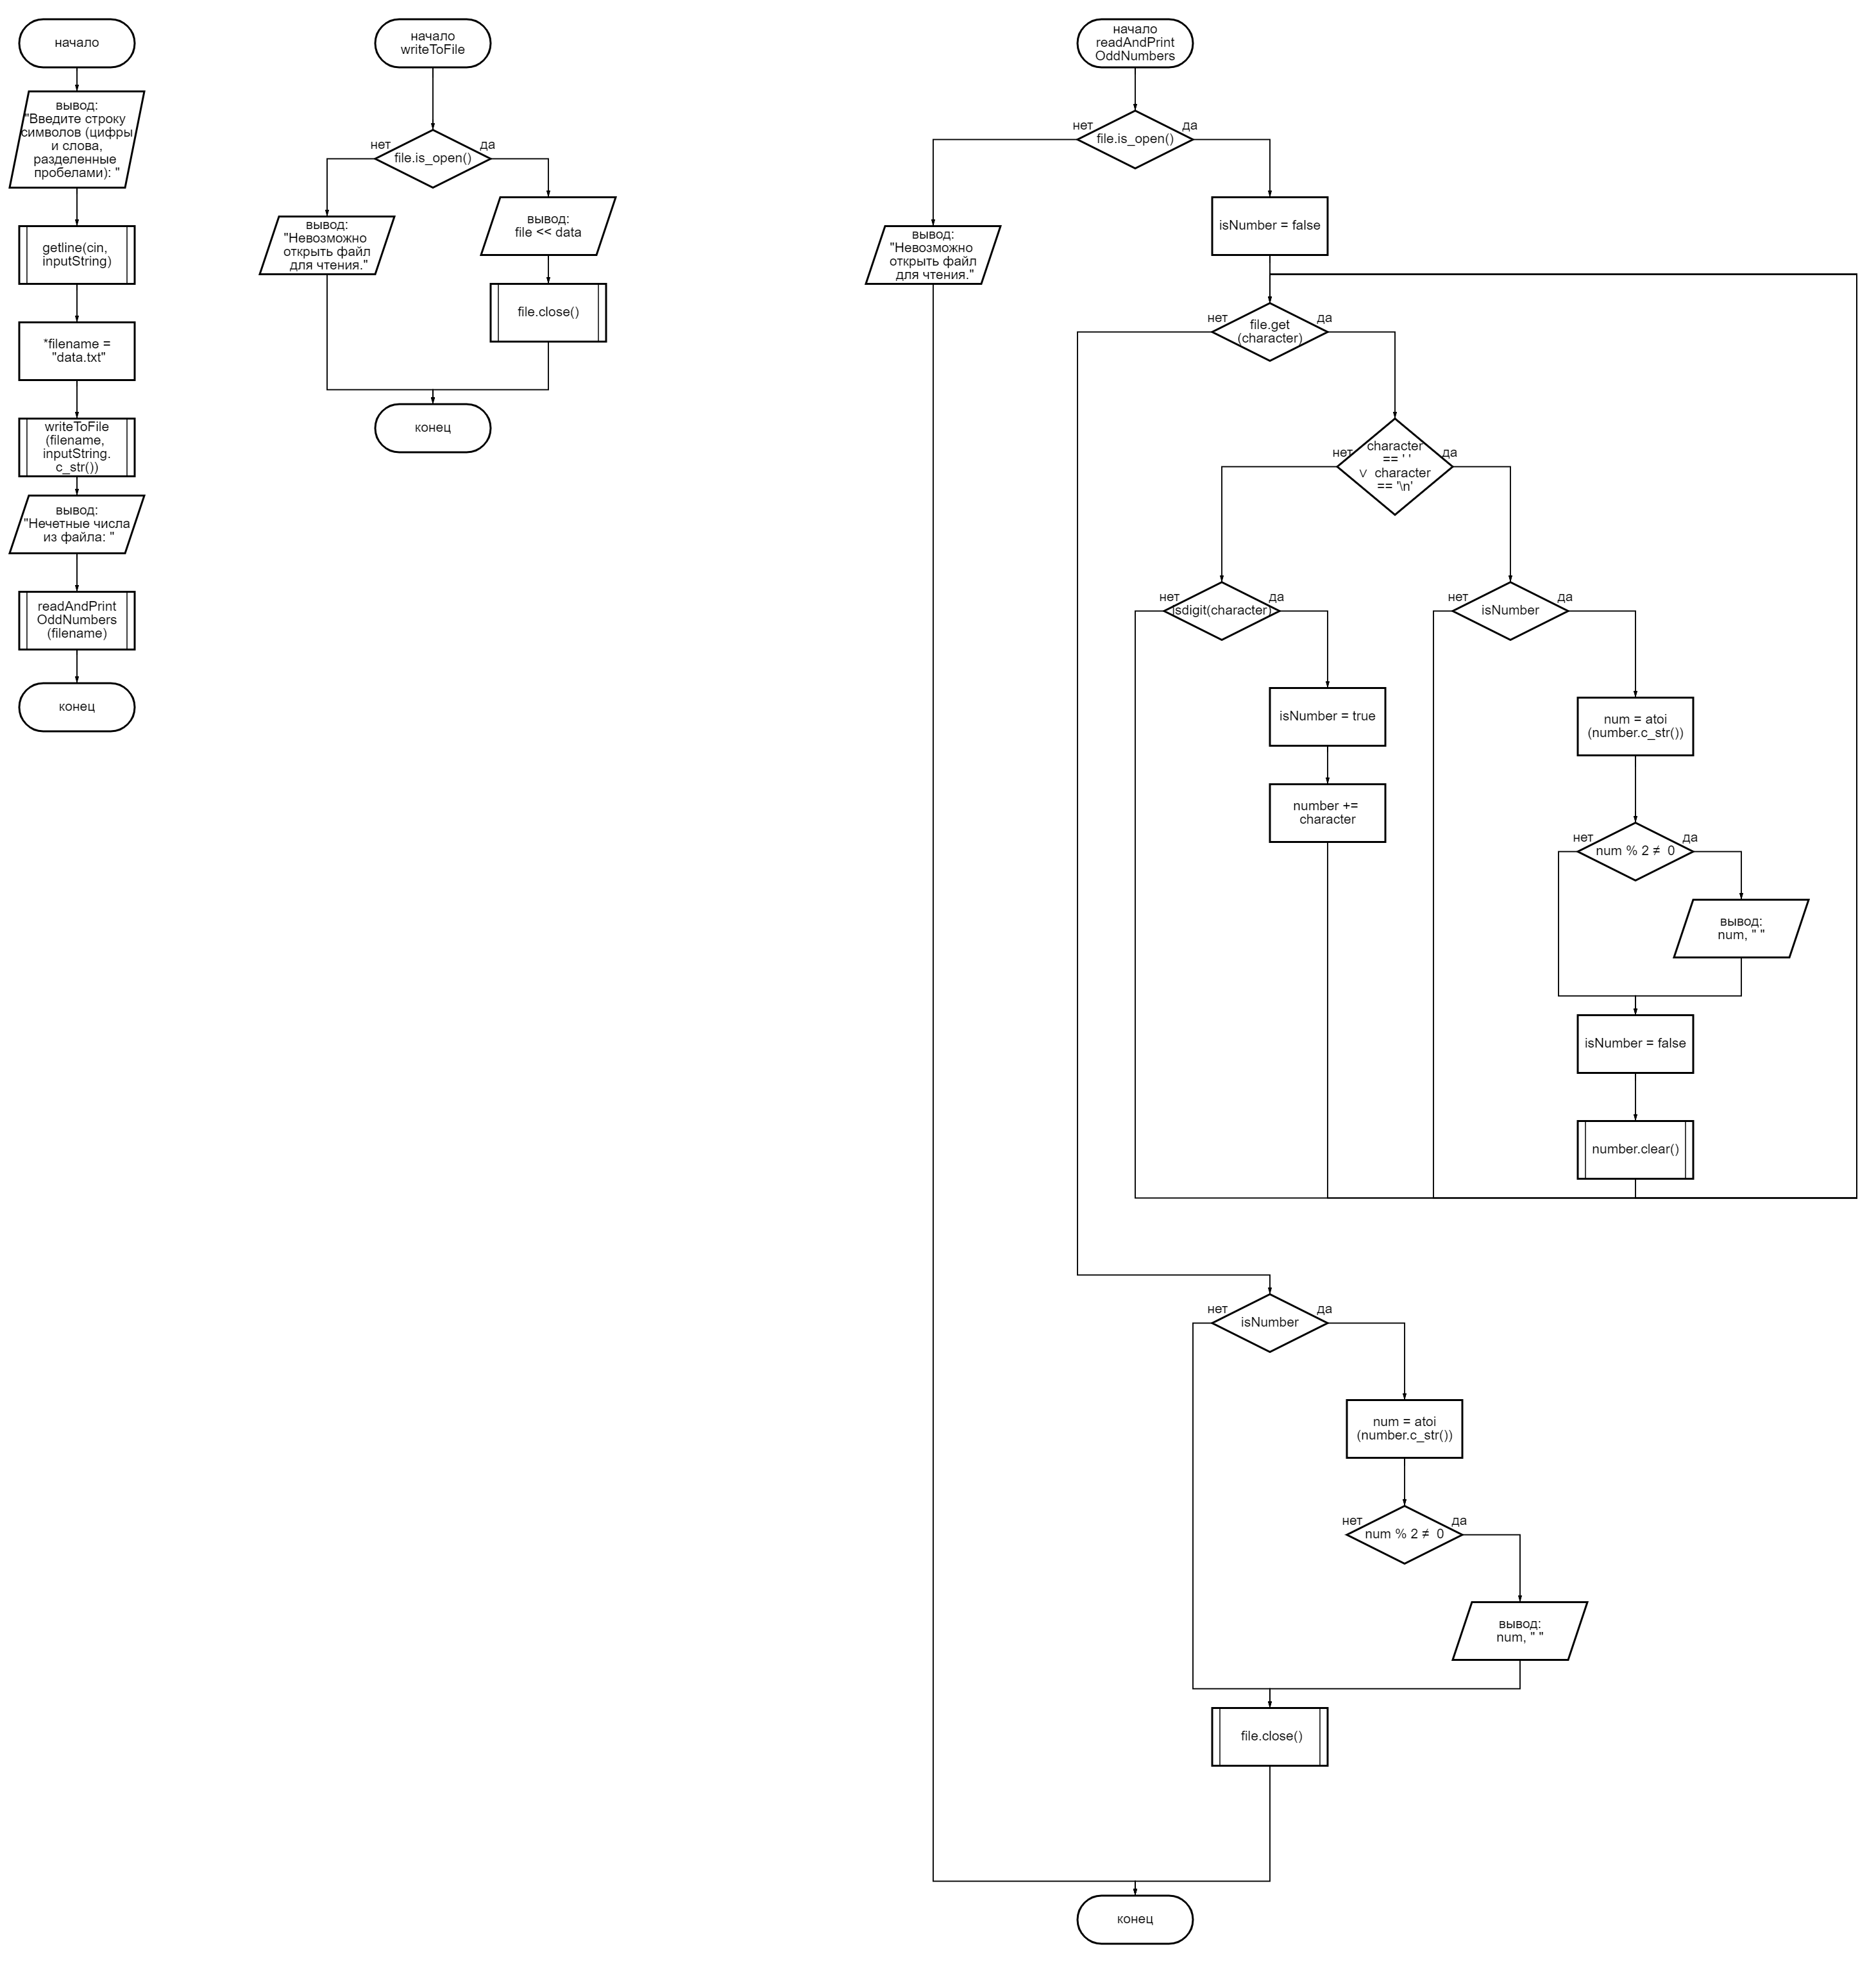 начало
вывод:
"Введите строку
символов (цифры
и слова,
разделенные
пробелами): "
getline(cin,
inputString)
*filename =
"data.txt"
writeToFile
(filename,
inputString.
c_str())
вывод:
"Нечетные числа
из файла: "
readAndPrint
OddNumbers
(filename)
конец
начало
writeToFile
нет
да
file.is_open()
вывод:
"Невозможно
открыть файл
для чтения."
вывод:
file << data
file.close()
конец
начало
readAndPrint
OddNumbers
нет
да
file.is_open()
вывод:
"Невозможно
открыть файл
для чтения."
isNumber = false
нет
да
file.get
(character)
нет
да
character
== ' '
∨ character
== '\n'
нет
да
isdigit(character)
isNumber = true
number +=
character
нет
да
isNumber
num = atoi
(number.c_str())
нет
да
num % 2 ≠ 0
вывод:
num, " "
isNumber = false
number.clear()
нет
да
isNumber
num = atoi
(number.c_str())
нет
да
num % 2 ≠ 0
вывод:
num, " "
file.close()
конец